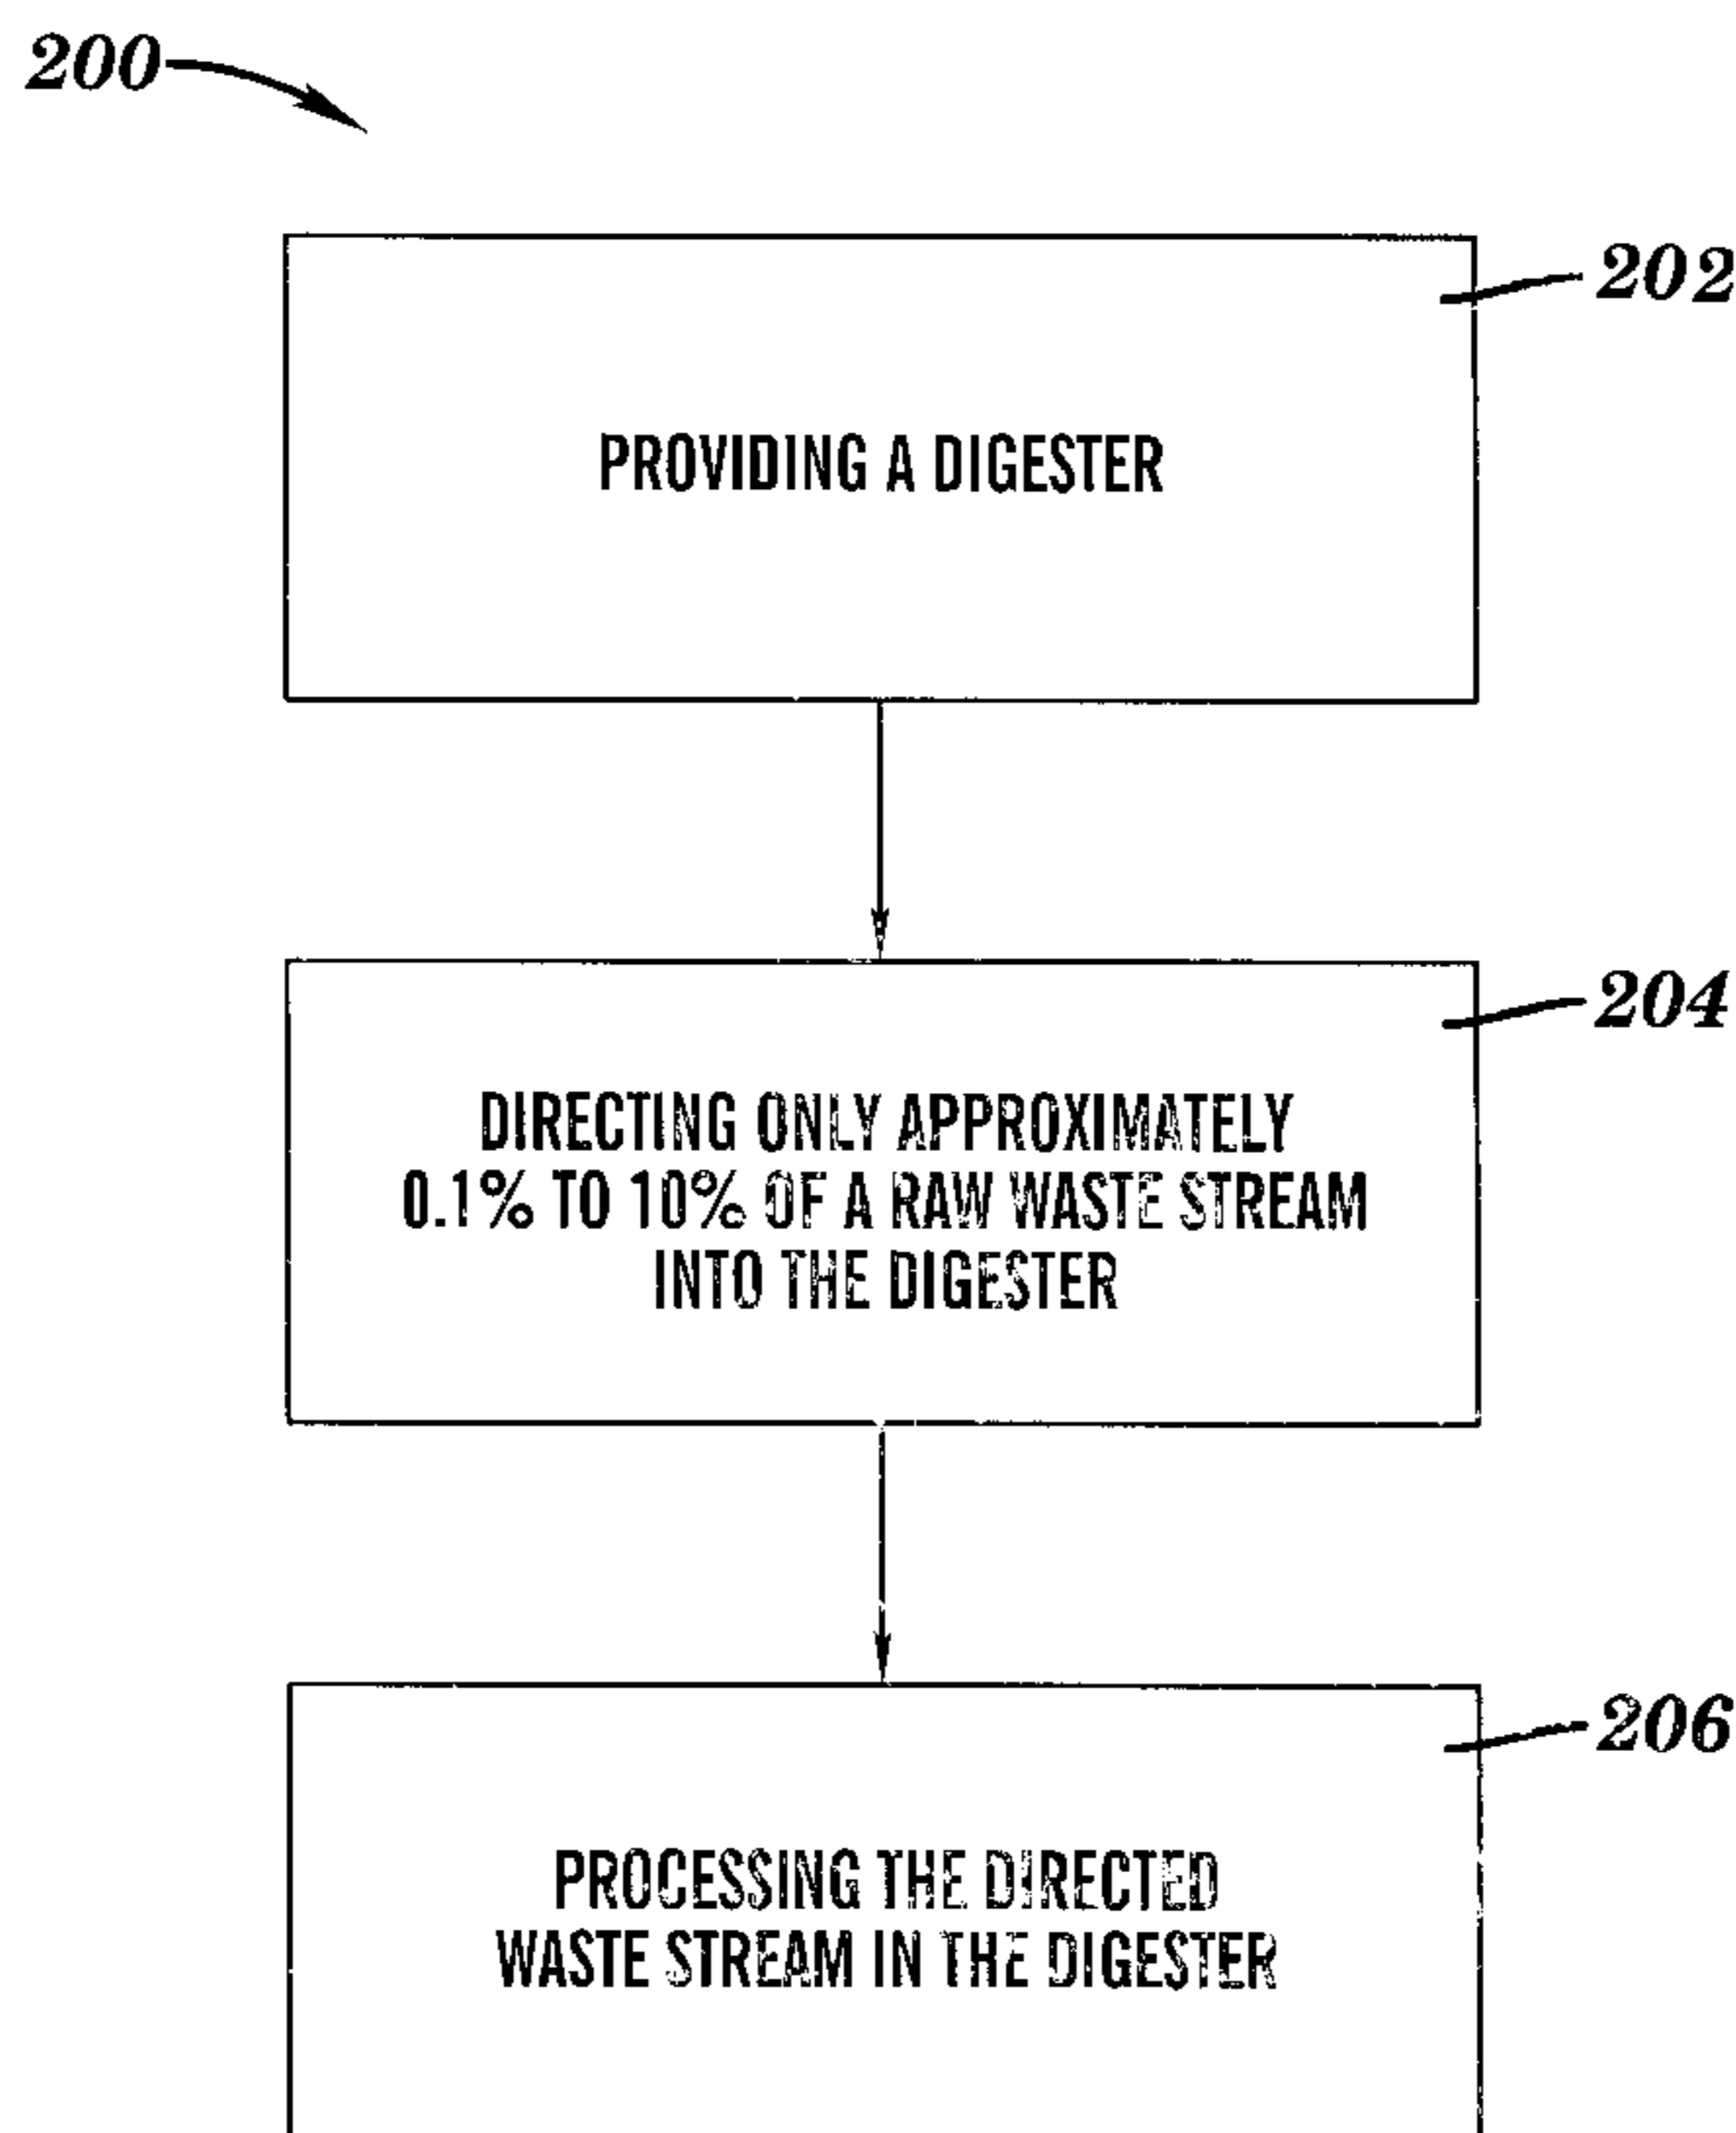 200
202
PROVIDING A DIGESTER
204
DIRECTING ONLY APPROXIMATELY
0.1% TO 10% OF A RAW WASTE STREAM
INTO THE DIGESTER
206
PROCESSING THE DIRECTED
WASTE STREAM IN THE DIGESTER